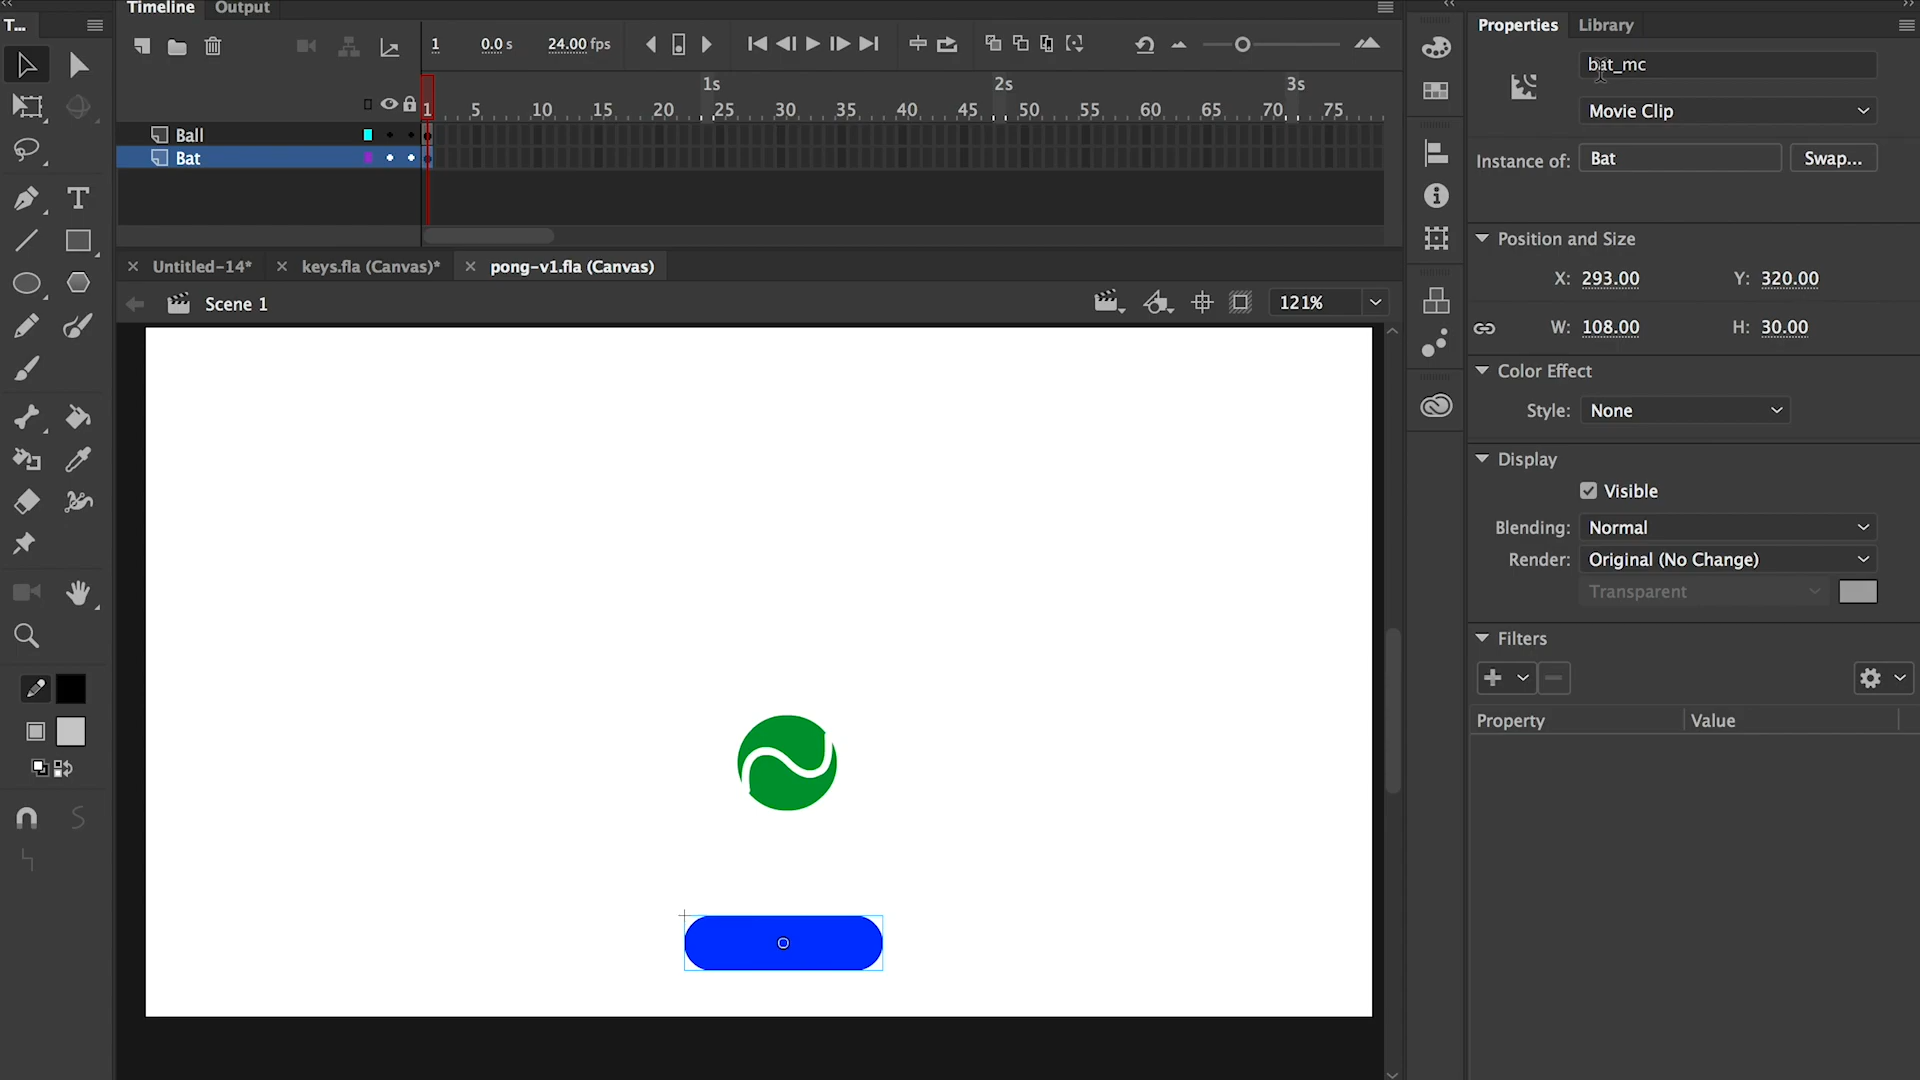 Timeline Output
T...
1 0.0 s 24.00 fps
1s 2s 3s
1 5 10 15 20 25 30 35 40 45 50 55 60 65 70 75
Ball
Bat
Untitled-14* keys.fla (Canvas)* pong-v1.fla (Canvas)
Scene 1
121%
Properties Library
bat_mc
Movie Clip
Instance of: Bat Swap...
Position and Size
X: 293.00 Y: 320.00
W: 108.00 H: 30.00
Color Effect
Style: None
Display
Visible
Blending: Normal
Render: Original (No Change)
Transparent
Filters
Property Value